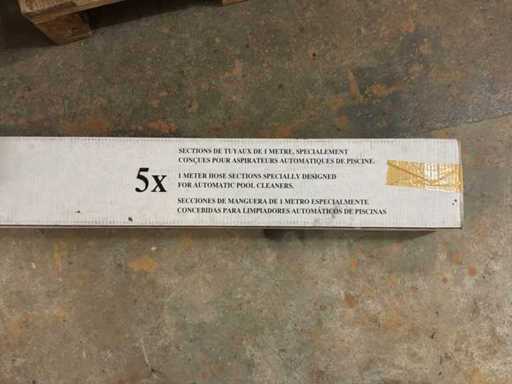 5x
SECTIONS DE TUYAUX DE 1 METRE, SPECIALEMENT
CONÇUES POUR ASPIRATEURS AUTOMATIQUES DE PISCINE.
1 METER HOSE SECTIONS SPECIALLY DESIGNED
FOR AUTOMATIC POOL CLEANERS.
SECCIONES DE MANGUERA DE 1 METRO ESPECIALMENTE
CONCEBIDAS PARA LIMPIADORES AUTOMÁTICOS DE PISCINAS